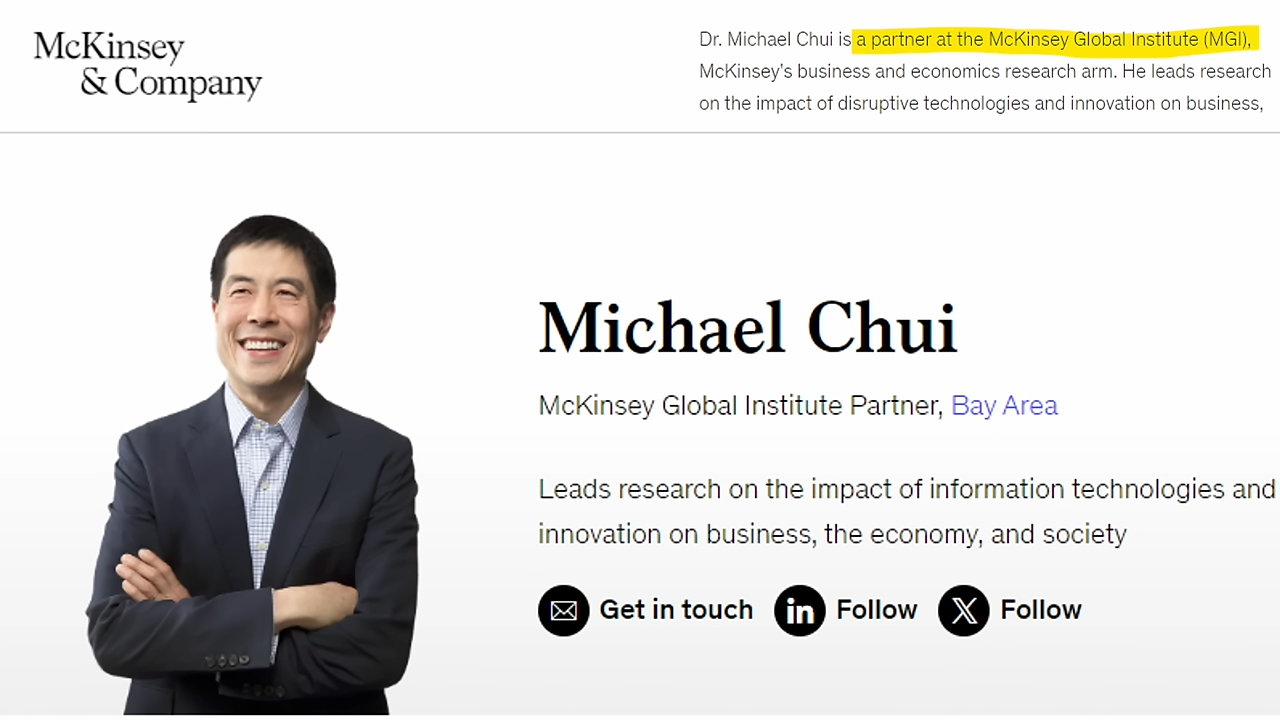 McKinsey
& Company
Dr. Michael Chui is a partner at the McKinsey Global Institute (MGI),
McKinsey's business and economics research arm. He leads research
on the impact of disruptive technologies and innovation on business,
Michael Chui
McKinsey Global Institute Partner, Bay Area
Leads research on the impact of information technologies and
innovation on business, the economy, and society
Get in touch in Follow X Follow